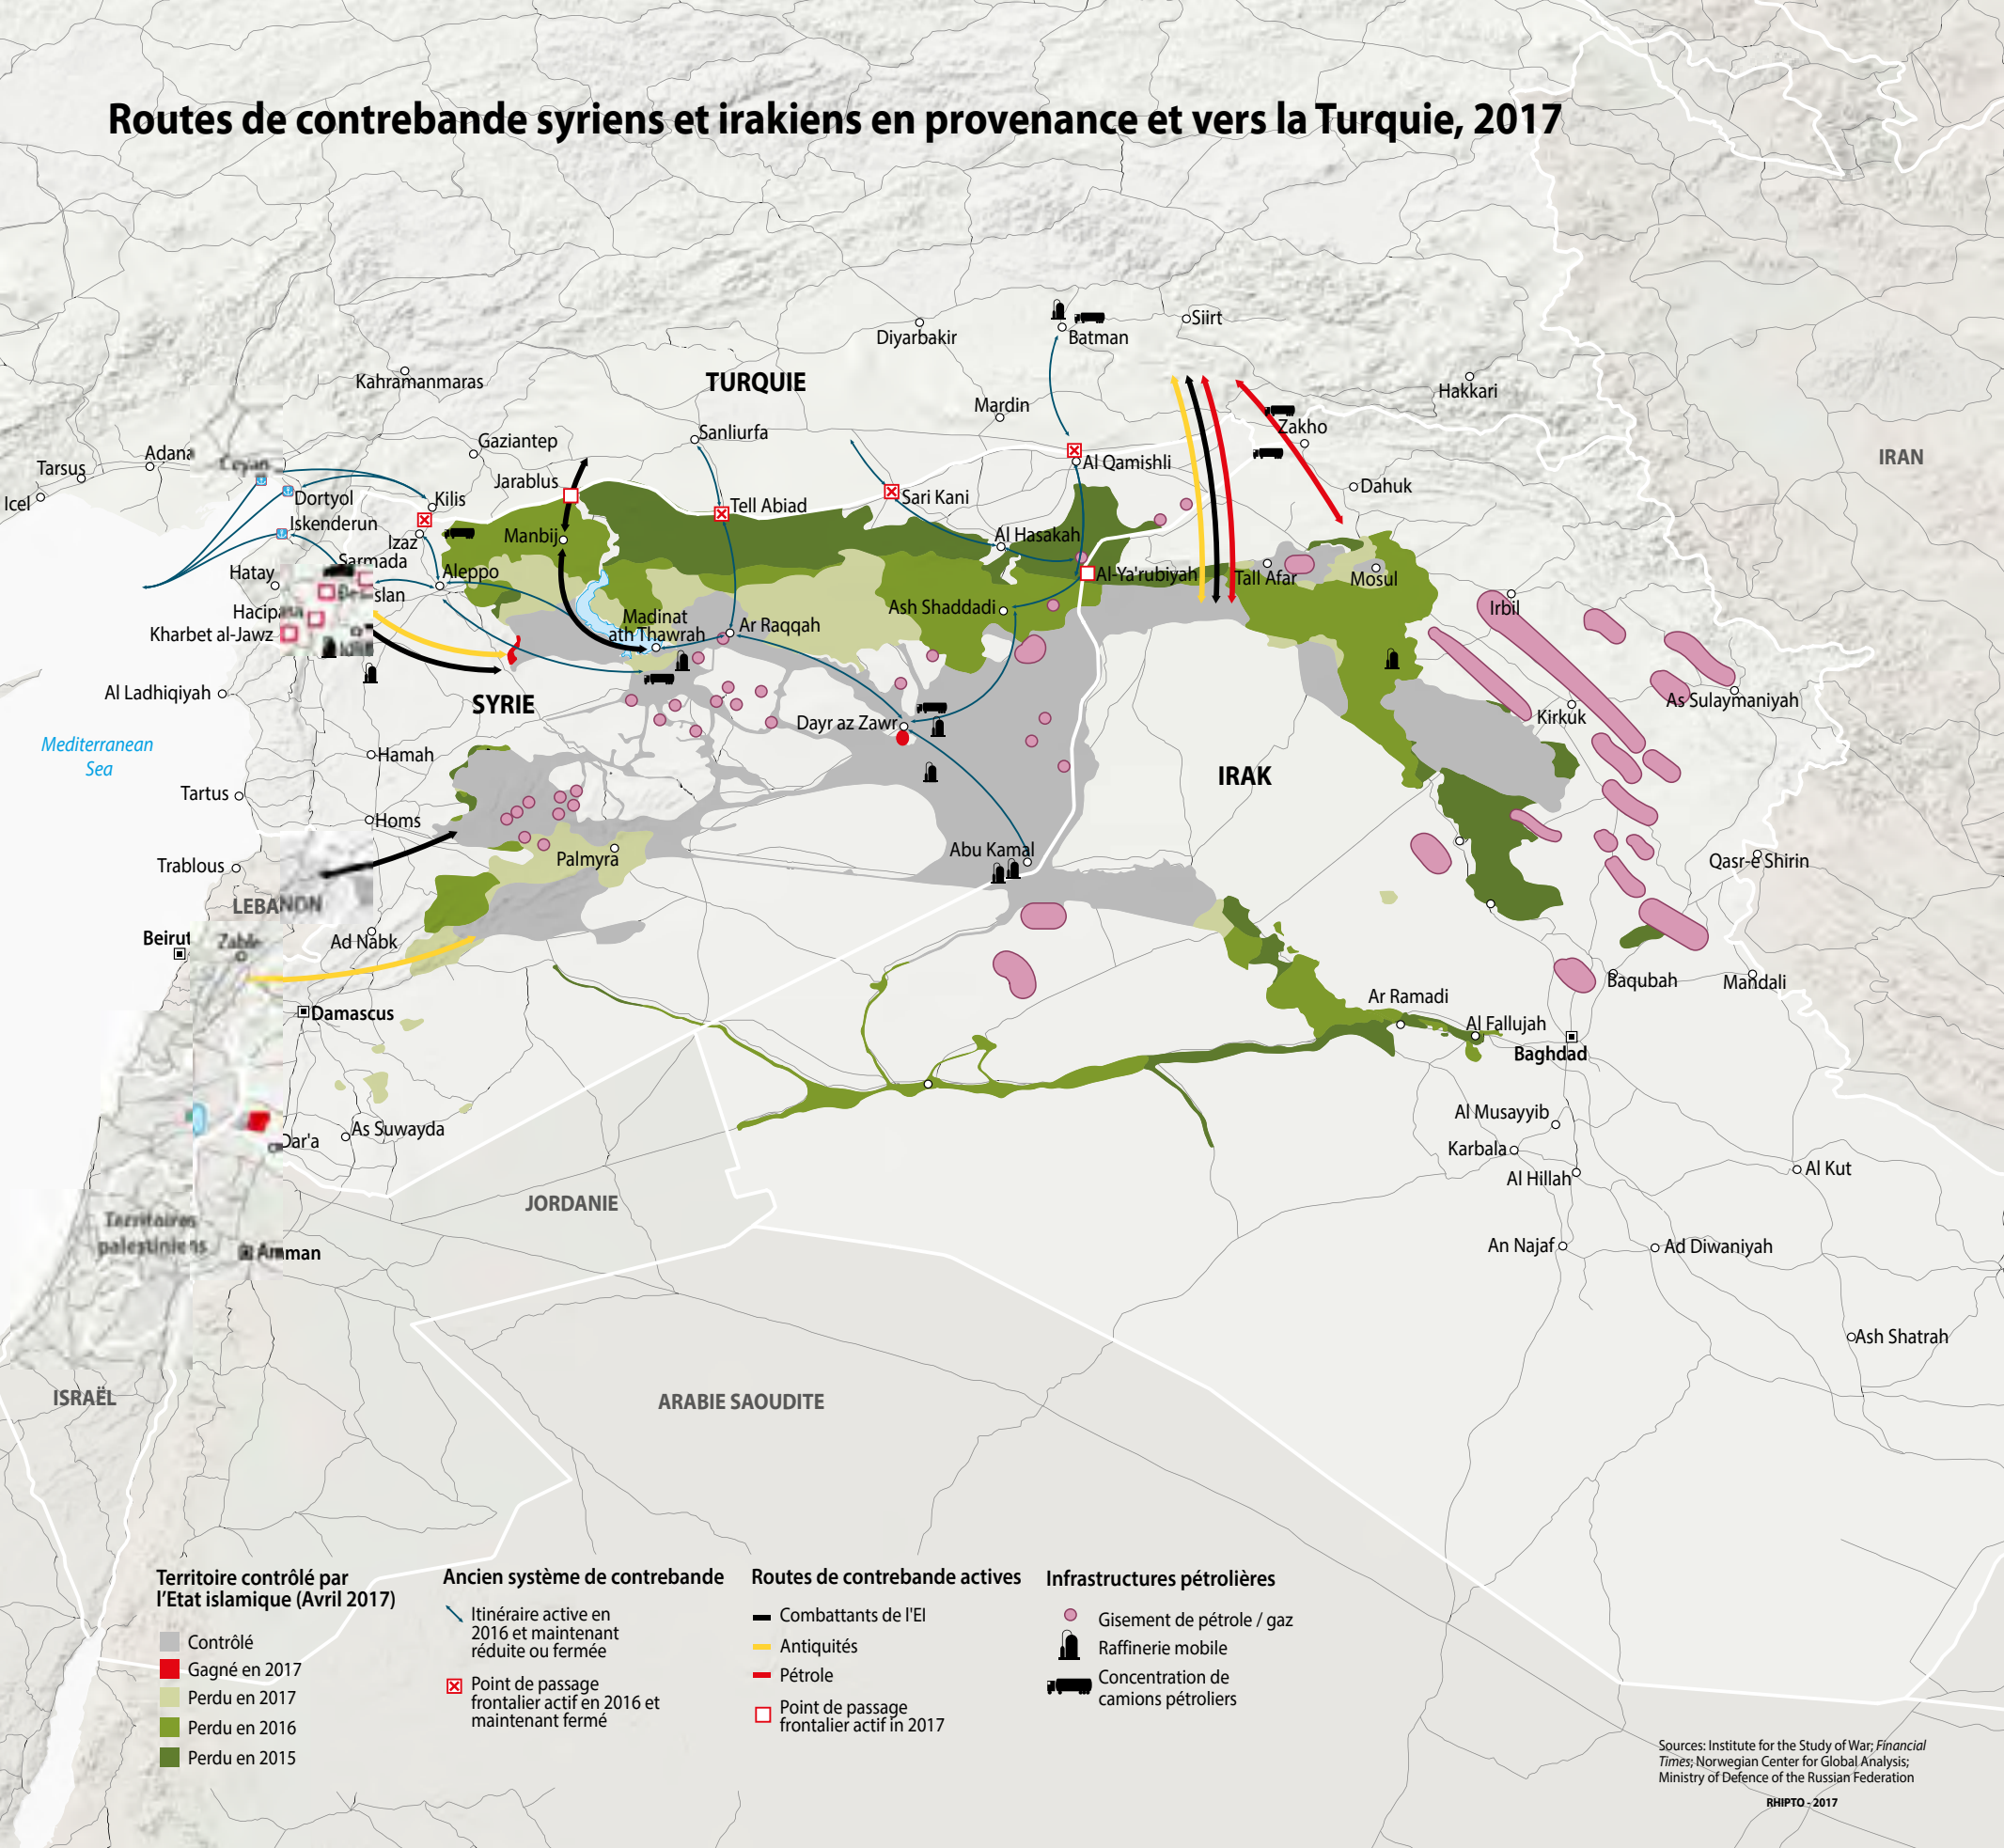 Routes de contrebande syriens et irakiens en provenance et vers la Turquie, 2017
Siirt
Diyarbakir
Batman
Kahramanmaras
TURQUIE
Hakkari
Mardin
Zakho
Sanliurfa
Gaziantep
Adana
Tarsus
Al Qamishli
IRAN
Icel
Dortyol
Kilis
Jarablus
Tell Abiad
Sari Kani
Dahuk
Iskenderun
Izaz
Manbij
Al Hasakah
Sarmada
Hatay
Aleppo
Al-Ya'rubiyah
Tall Afar
Mosul
Kharbet al-Jawz
Madinat
ath Thawrah
Ar Raqqah
Ash Shaddadi
Irbil
Al Ladhiqiyah
SYRIE
Dayr az Zawr
Kirkuk
As Sulaymaniyah
Mediterranean
Sea
Hamah
IRAK
Tartus
Homs
Trablous
Palmyra
Abu Kamal
Qasr-e Shirin
LEBANON
Beirut
Ad Nabk
Baqubah
Mandali
Damascus
Ar Ramadi
Al Fallujah
Baghdad
Dar'a
As Suwayda
Al Musayyib
Karbala
Al Hillah
Al Kut
JORDANIE
Territoires
palestiniens
Amman
An Najaf
Ad Diwaniyah
Ash Shatrah
ISRAËL
ARABIE SAOUDITE
Territoire contrôlé par
l'Etat islamique (Avril 2017)
Contrôlé
Gagné en 2017
Perdu en 2017
Perdu en 2016
Perdu en 2015
Ancien système de contrebande
Itinéraire active en
2016 et maintenant
réduite ou fermée
Point de passage
frontalier actif en 2016 et
maintenant fermé
Routes de contrebande actives
Combattants de l'EI
Antiquités
Pétrole
Point de passage
frontalier actif in 2017
Infrastructures pétrolières
Gisement de pétrole / gaz
Raffinerie mobile
Concentration de
camions pétroliers
Sources: Institute for the Study of War; Financial
Times; Norwegian Center for Global Analysis;
Ministry of Defence of the Russian Federation
RHIPTO - 2017